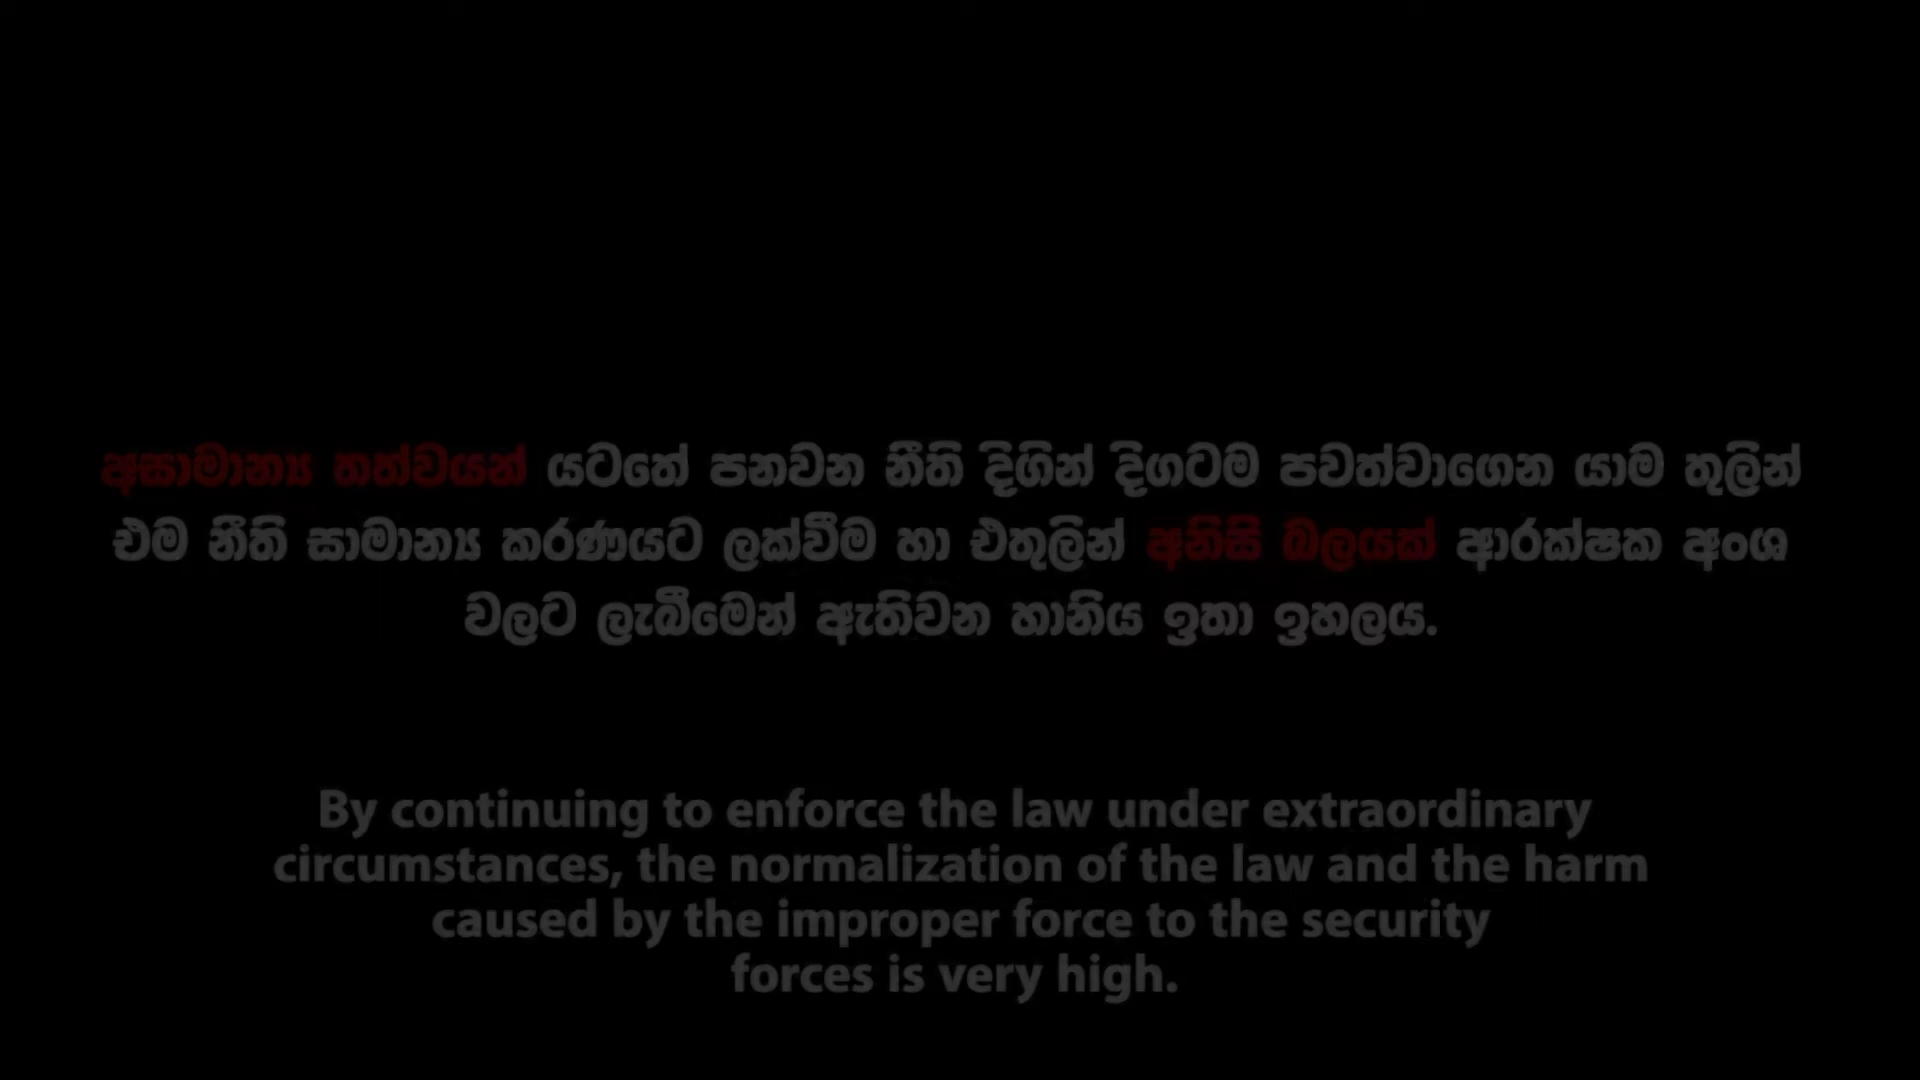 අසාමාන්‍ය තත්වයන් යටතේ පනවන නීති දිගින් දිගටම පවත්වාගෙන යාම තුලින්
එම නීති සාමාන්‍ය කරණයට ලක්වීම හා එතුලින් අනිසි බලයක් ආරක්ෂක අංශ
වලට ලැබීමෙන් ඇතිවන හානිය ඉතා ඉහලය.
By continuing to enforce the law under extraordinary
circumstances, the normalization of the law and the harm
caused by the improper force to the security
forces is very high.